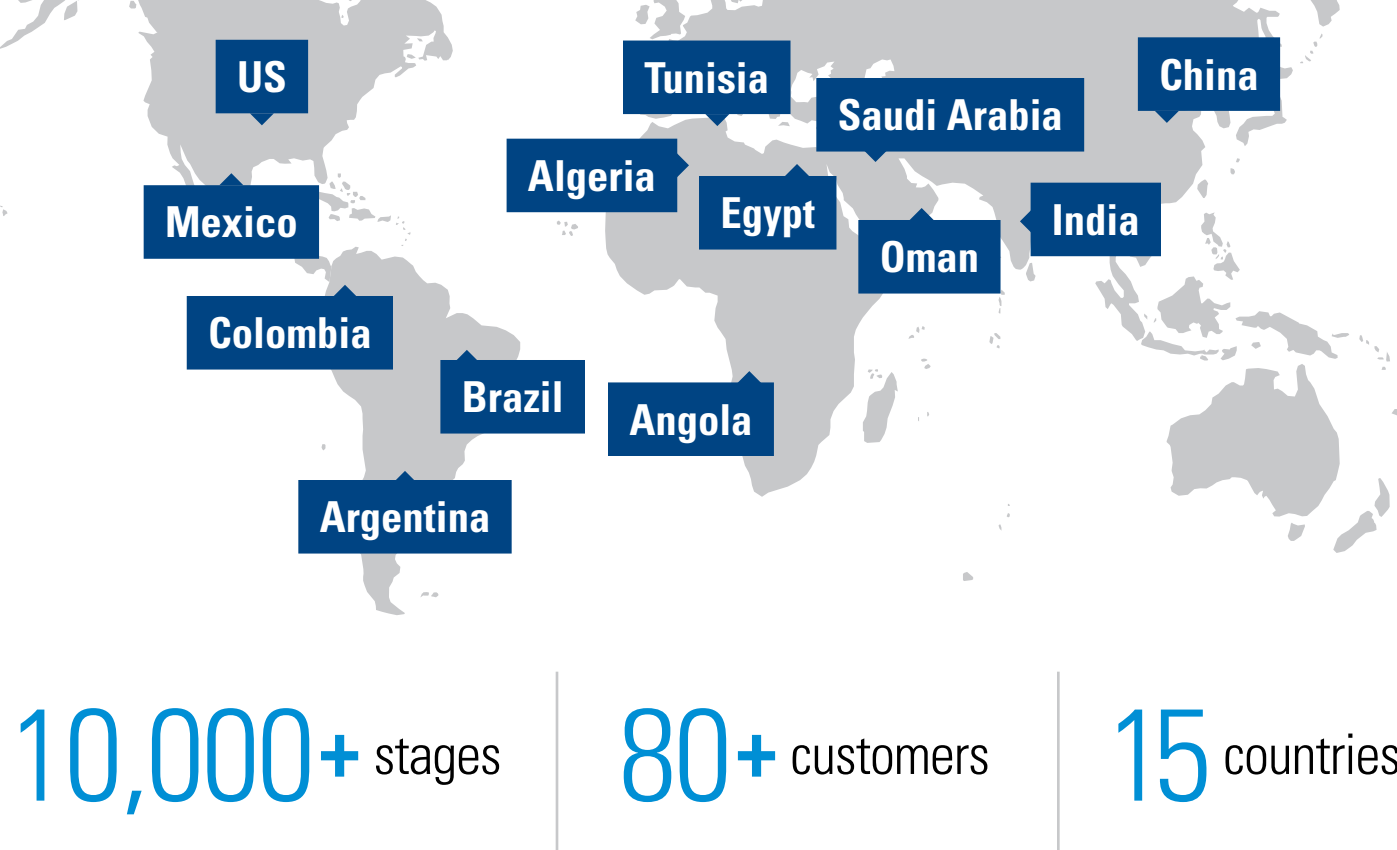 US
Tunisia
China
Saudi Arabia
Algeria
Mexico
Egypt
India
Oman
Colombia
Brazil
Angola
Argentina
10,000+ stages
80+ customers
15 countries